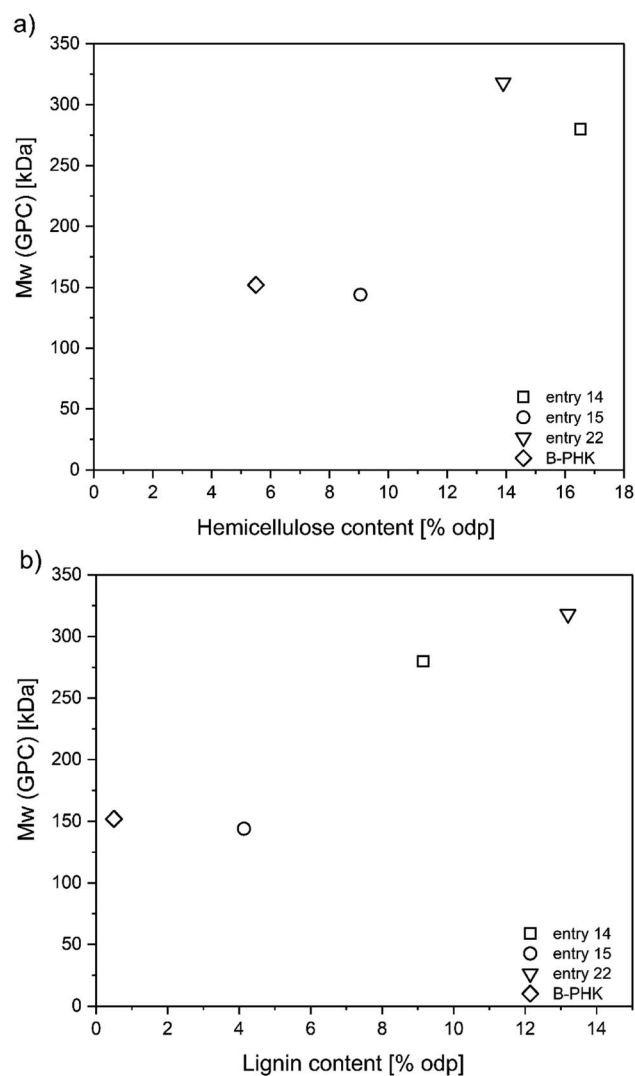 a)
350
300
250
200
150
100
50
0
Mw (GPC) [kDa]
entry 14
entry 15
entry 22
B-PHK
0 2 4 6 8 10 12 14 16 18
Hemicellulose content [% odp]
b)
350
300
250
200
150
100
50
0
Mw (GPC) [kDa]
entry 14
entry 15
entry 22
B-PHK
0 2 4 6 8 10 12 14
Lignin content [% odp]